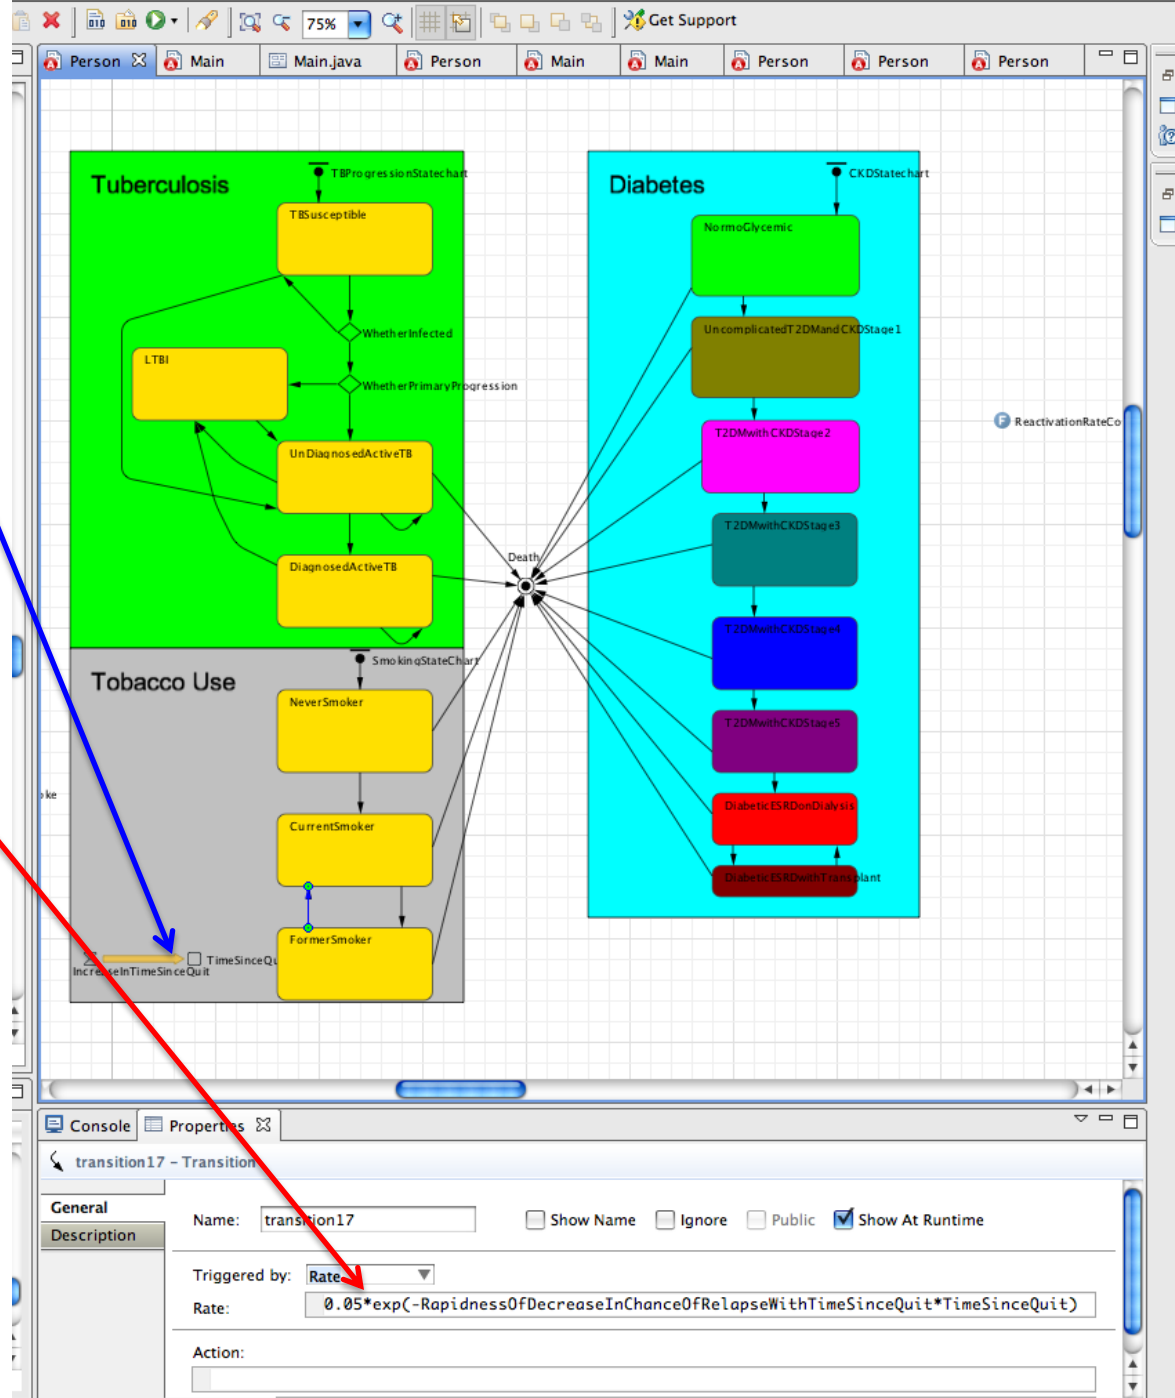 75%
Get Support
Person
Main
Main.java
Person
Main
Main
Person
Person
Person
Tuberculosis
TBProgressionStatechart
TBSusceptible
WhetherInfected
LTBI
WhetherPrimaryProgression
UnDiagnosedActiveTB
DiagnosedActiveTB
Death
Diabetes
CKDStatechart
NormoGlycemic
UncomplicatedT2DMandCKDStage1
T2DMwithCKDStage2
T2DMwithCKDStage3
T2DMwithCKDStage4
T2DMwithCKDStage5
DiabeticESRDonDialysis
DiabeticESRDwithTransplant
F ReactivationRateCo
Tobacco Use
SmokingStateChart
NeverSmoker
oke
CurrentSmoker
FormerSmoker
TimeSinceQu
IncreaseInTimeSinceQuit
Console
Properties
transition17 - Transition
General
Description
Name: transition17
Show Name
Ignore
Public
Show At Runtime
Triggered by: Rate
Rate: 0.05*exp(-RapidnessOfDecreaseInChanceOfRelapseWithTimeSinceQuit*TimeSinceQuit)
Action: